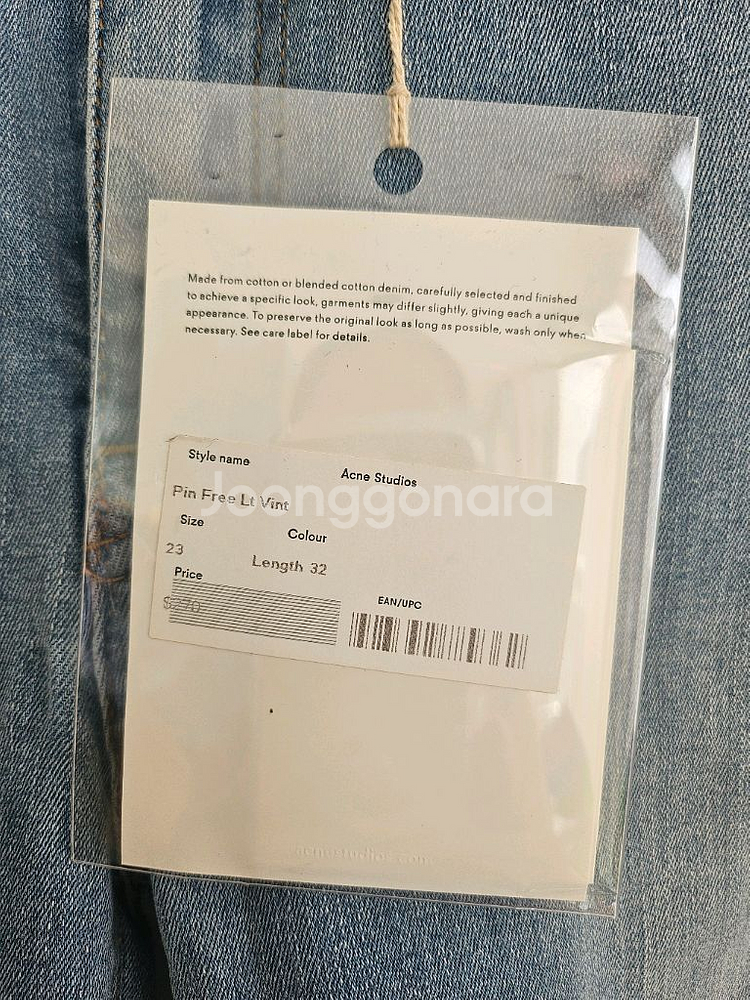 Made from cotton or blended cotton denim, carefully selected and finished
to achieve a specific look, garments may differ slightly, giving each a unique
appearance. To preserve the original look as long as possible, wash only when
necessary. See care label for details.
Style name
Acne Studios
Pin Free Lt Vint
Joonggonara
Size
Colour
23
Length 32
Price
EAN/UPC
$270
acnestudios.com